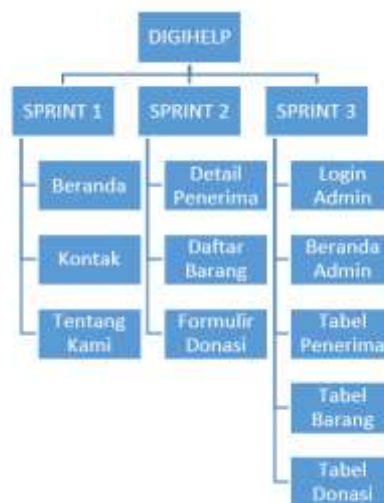 DIGIHELP
SPRINT 1
SPRINT 2
SPRINT 3
Beranda
Kontak
Tentang
Kami
Detail
Penerima
Daftar
Barang
Formulir
Donasi
Login
Admin
Beranda
Admin
Tabel
Penerima
Tabel
Barang
Tabel
Donasi